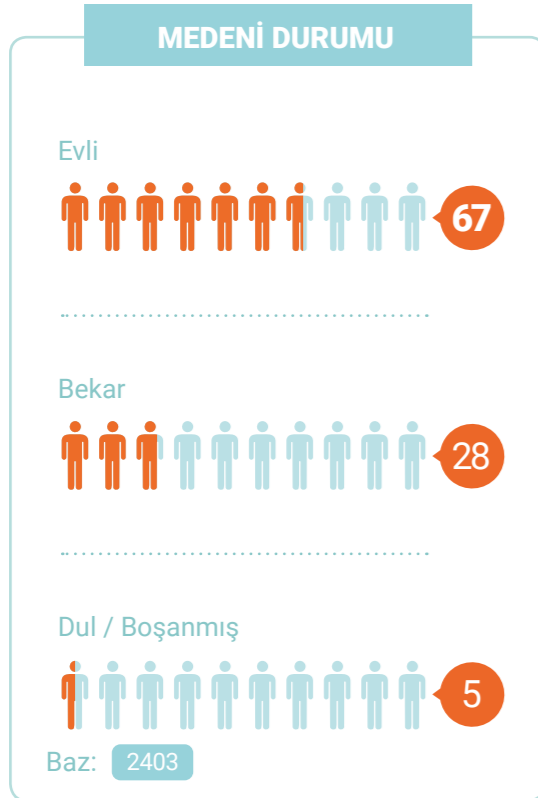 MEDENİ DURUMU
Evli
67
Bekar
28
Dul / Boşanmış
5
Baz: 2403